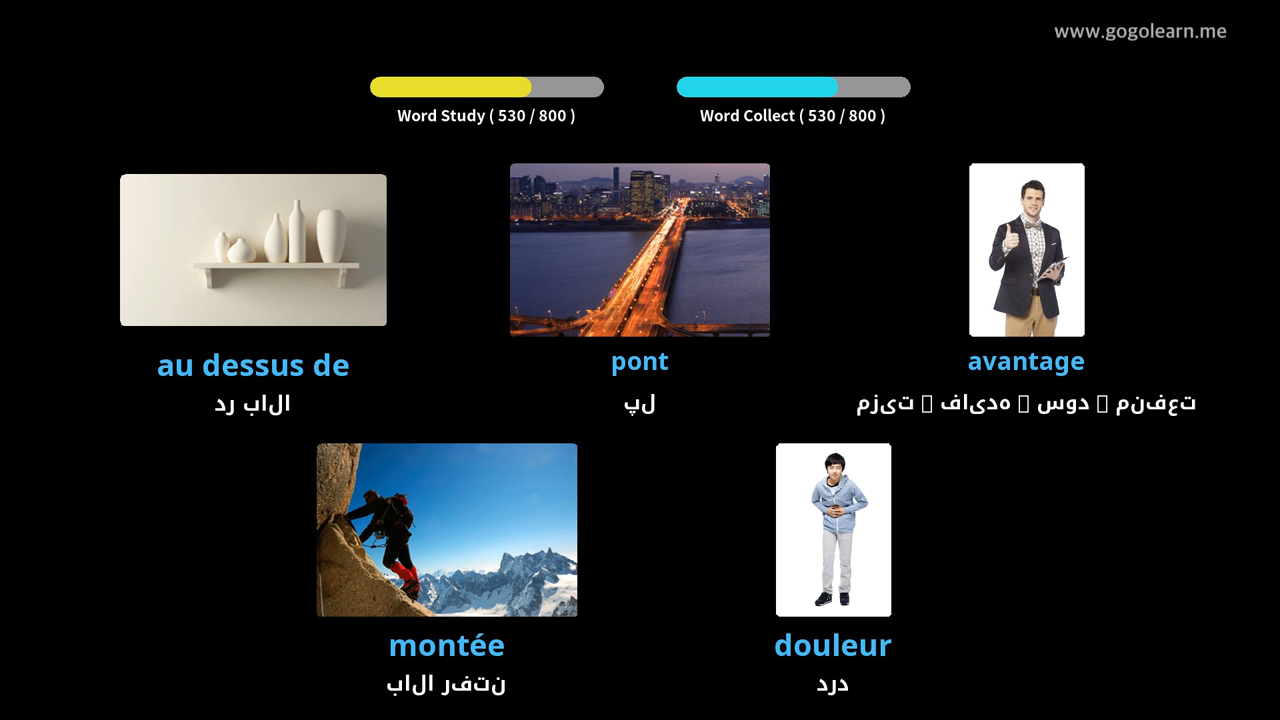 www.gogolearn.me
Word Study ( 530 / 800 )
Word Collect ( 530 / 800 )
au dessus de
الاب رد
pont
لپ
avantage
تعفنم ▯ دوس ▯ هدیاف ▯ تیزم
montée
نتفر الاب
douleur
درد